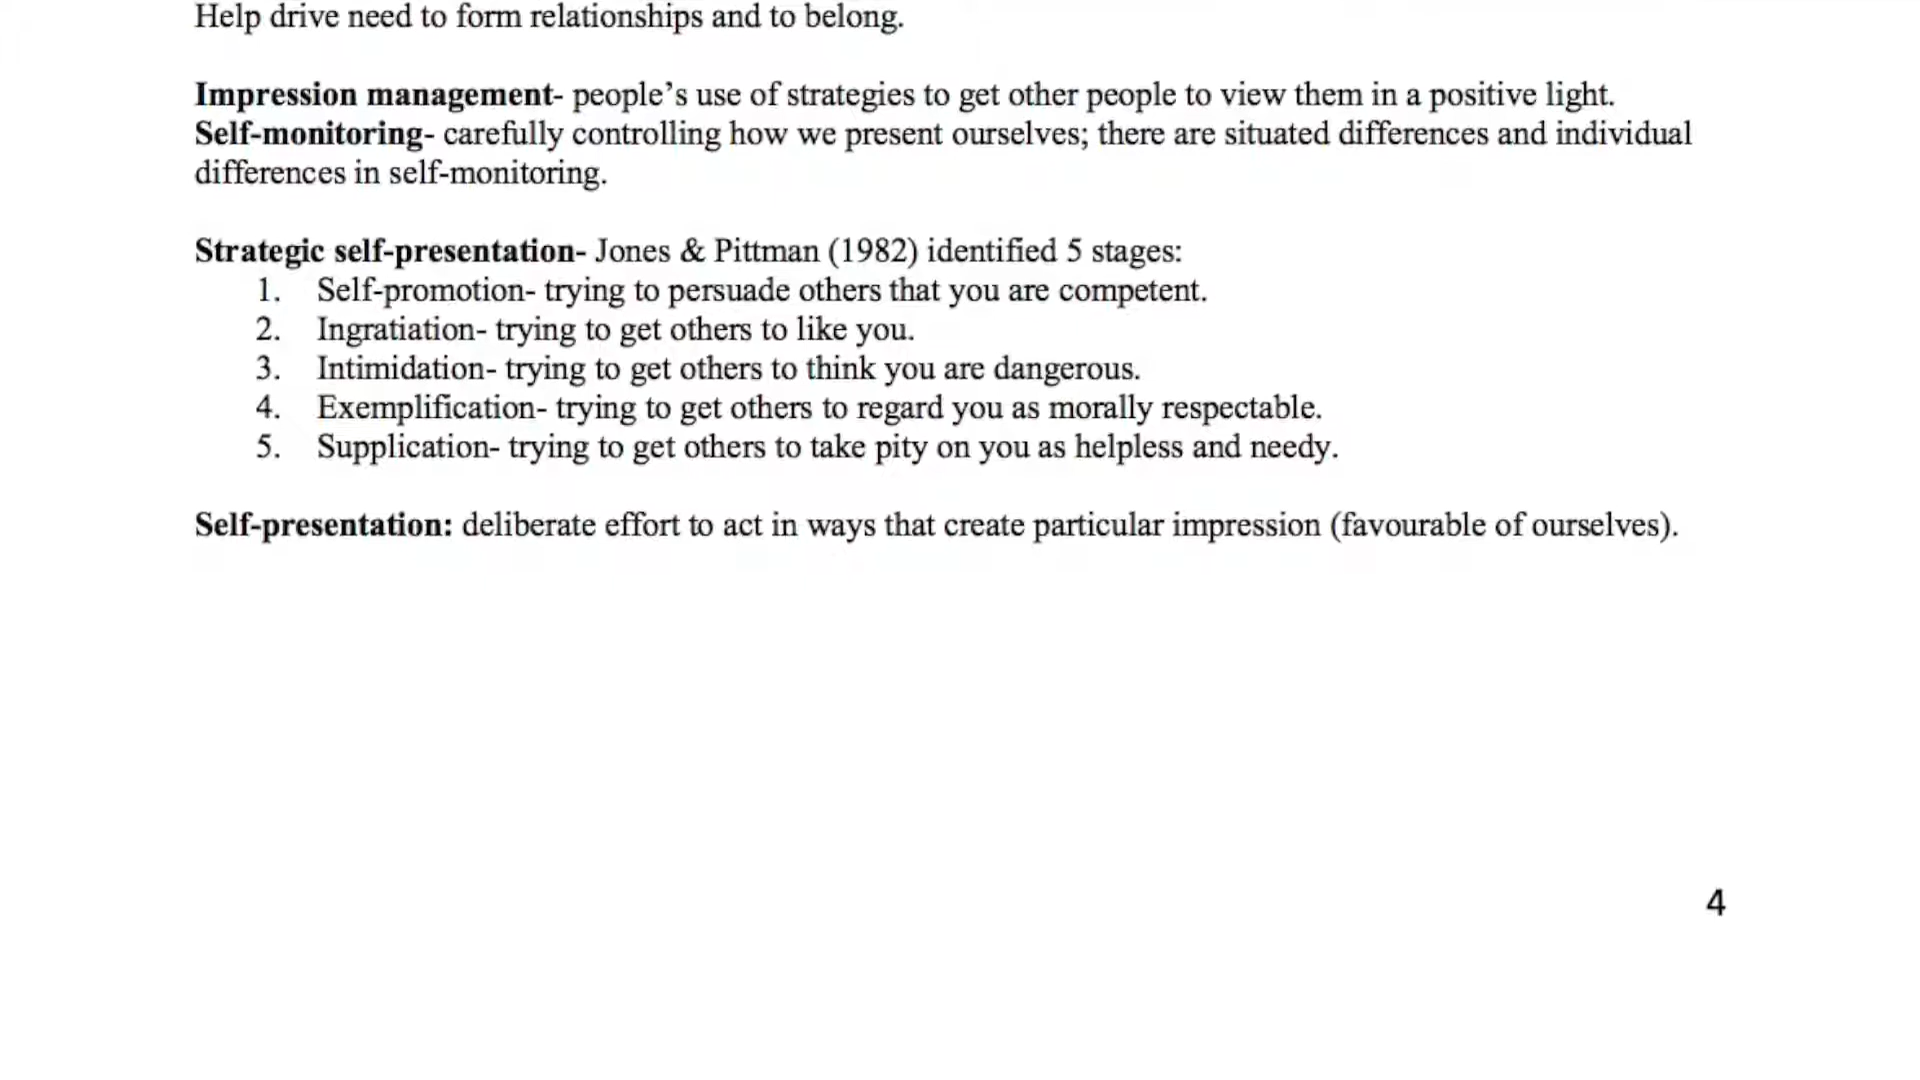 Help drive need to form relationships and to belong.
Impression management- people’s use of strategies to get other people to view them in a positive light.
Self-monitoring- carefully controlling how we present ourselves; there are situated differences and individual
differences in self-monitoring.
Strategic self-presentation- Jones & Pittman (1982) identified 5 stages:
1. Self-promotion- trying to persuade others that you are competent.
2. Ingratiation- trying to get others to like you.
3. Intimidation- trying to get others to think you are dangerous.
4. Exemplification- trying to get others to regard you as morally respectable.
5. Supplication- trying to get others to take pity on you as helpless and needy.
Self-presentation: deliberate effort to act in ways that create particular impression (favourable of ourselves).
4